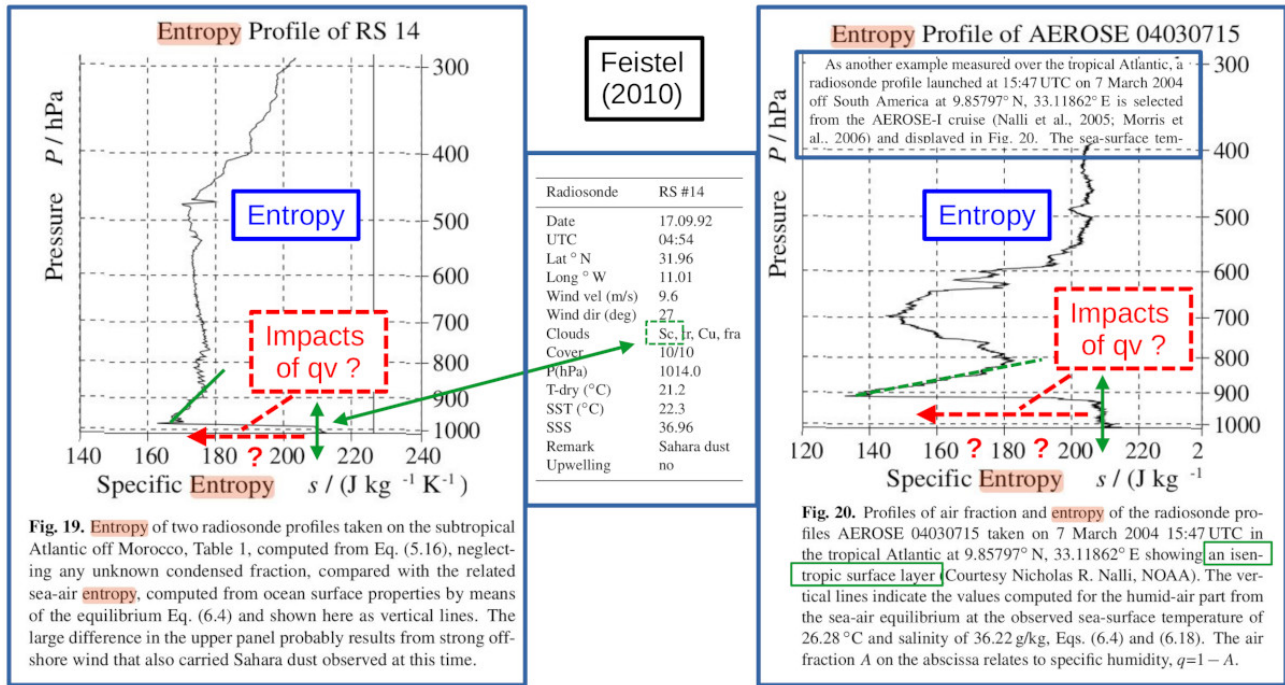 Entropy Profile of RS 14
300
400
500
600
700
800
900
1000
Pressure P / hPa
Entropy
Impacts
of qv ?
?
120 140 160 180 200 220 240
Specific Entropy s / (J kg -1 K-1)
Fig. 19. Entropy of two radiosonde profiles taken on the subtropical
Atlantic off Morocco, Table 1, computed from Eq. (5.16), neglect-
ing any unknown condensed fraction, compared with the related
sea-air entropy, computed from ocean surface properties by means
of the equilibrium Eq. (6.4) and shown here as vertical lines. The
large difference in the upper panel probably results from strong off-
shore wind that also carried Sahara dust observed at this time.
Feistel
(2010)
Radiosonde RS #14
Date 17.09.92
UTC 04:54
Lat ° N 31.96
Long ° W 11.01
Wind vel (m/s) 9.6
Wind dir (deg) 27
Clouds Sc, tr, Cu, fra
Cover 10/10
P(hPa) 1014.0
T-dry (°C) 21.2
SST (°C) 22.3
SSS 36.96
Remark Sahara dust
Upwelling no
Entropy Profile of AEROSE 04030715
As another example measured over the tropical Atlantic, a
radiosonde profile launched at 15:47 UTC on 7 March 2004
off South America at 9.85797° N, 33.11862° E is selected
from the AEROSE-I cruise (Nalli et al., 2005; Morris et
al., 2006) and displayed in Fig. 20. The sea-surface tem-
300
400
500
600
700
800
900
1000
Pressure P / hPa
Entropy
Impacts
of qv ?
? ?
120 140 160 180 200 220 2
Specific Entropy s / (J kg -1
Fig. 20. Profiles of air fraction and entropy of the radiosonde pro-
files AEROSE 04030715 taken on 7 March 2004 15:47 UTC in
the tropical Atlantic at 9.85797° N, 33.11862° E showing an isen-
tropic surface layer (Courtesy Nicholas R. Nalli, NOAA). The ver-
tical lines indicate the values computed for the humid-air part from
the sea-air equilibrium at the observed sea-surface temperature of
26.28 °C and salinity of 36.22 g/kg, Eqs. (6.4) and (6.18). The air
fraction A on the abscissa relates to specific humidity, q=1 − A.